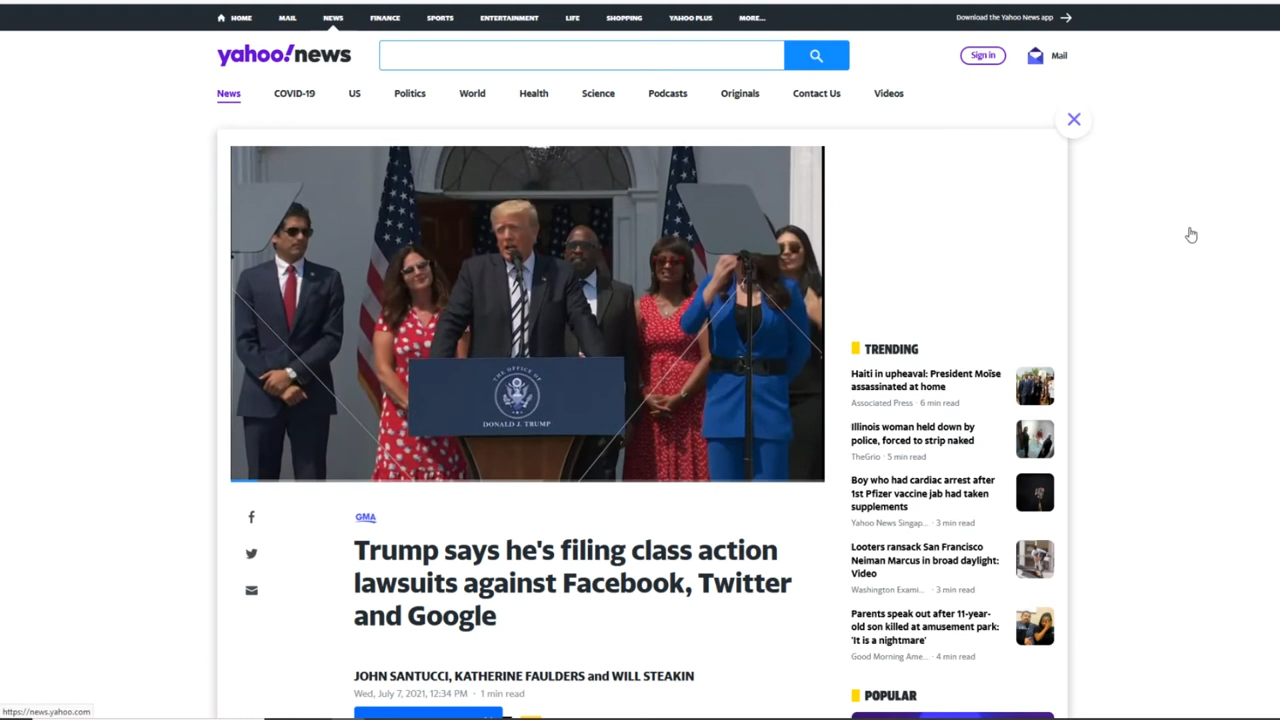 HOME MAIL NEWS FINANCE SPORTS ENTERTAINMENT LIFE SHOPPING YAHOO PLUS MORE... Download the Yahoo News app
yahoo!news Sign in Mail
News COVID-19 US Politics World Health Science Podcasts Originals Contact Us Videos
THE OFFICE OF
DONALD J. TRUMP
GMA
Trump says he's filing class action
lawsuits against Facebook, Twitter
and Google
JOHN SANTUCCI, KATHERINE FAULDERS and WILL STEAKIN
Wed, July 7, 2021, 12:34 PM · 1 min read
TRENDING
Haiti in upheaval: President Moïse
assassinated at home
Associated Press · 6 min read
Illinois woman held down by
police, forced to strip naked
TheGrio · 5 min read
Boy who had cardiac arrest after
1st Pfizer vaccine jab had taken
supplements
Yahoo News Singap... · 3 min read
Looters ransack San Francisco
Neiman Marcus in broad daylight:
Video
Washington Exami... · 3 min read
Parents speak out after 11-year-
old son killed at amusement park:
'It is a nightmare'
Good Morning Ame... · 4 min read
POPULAR
https://news.yahoo.com